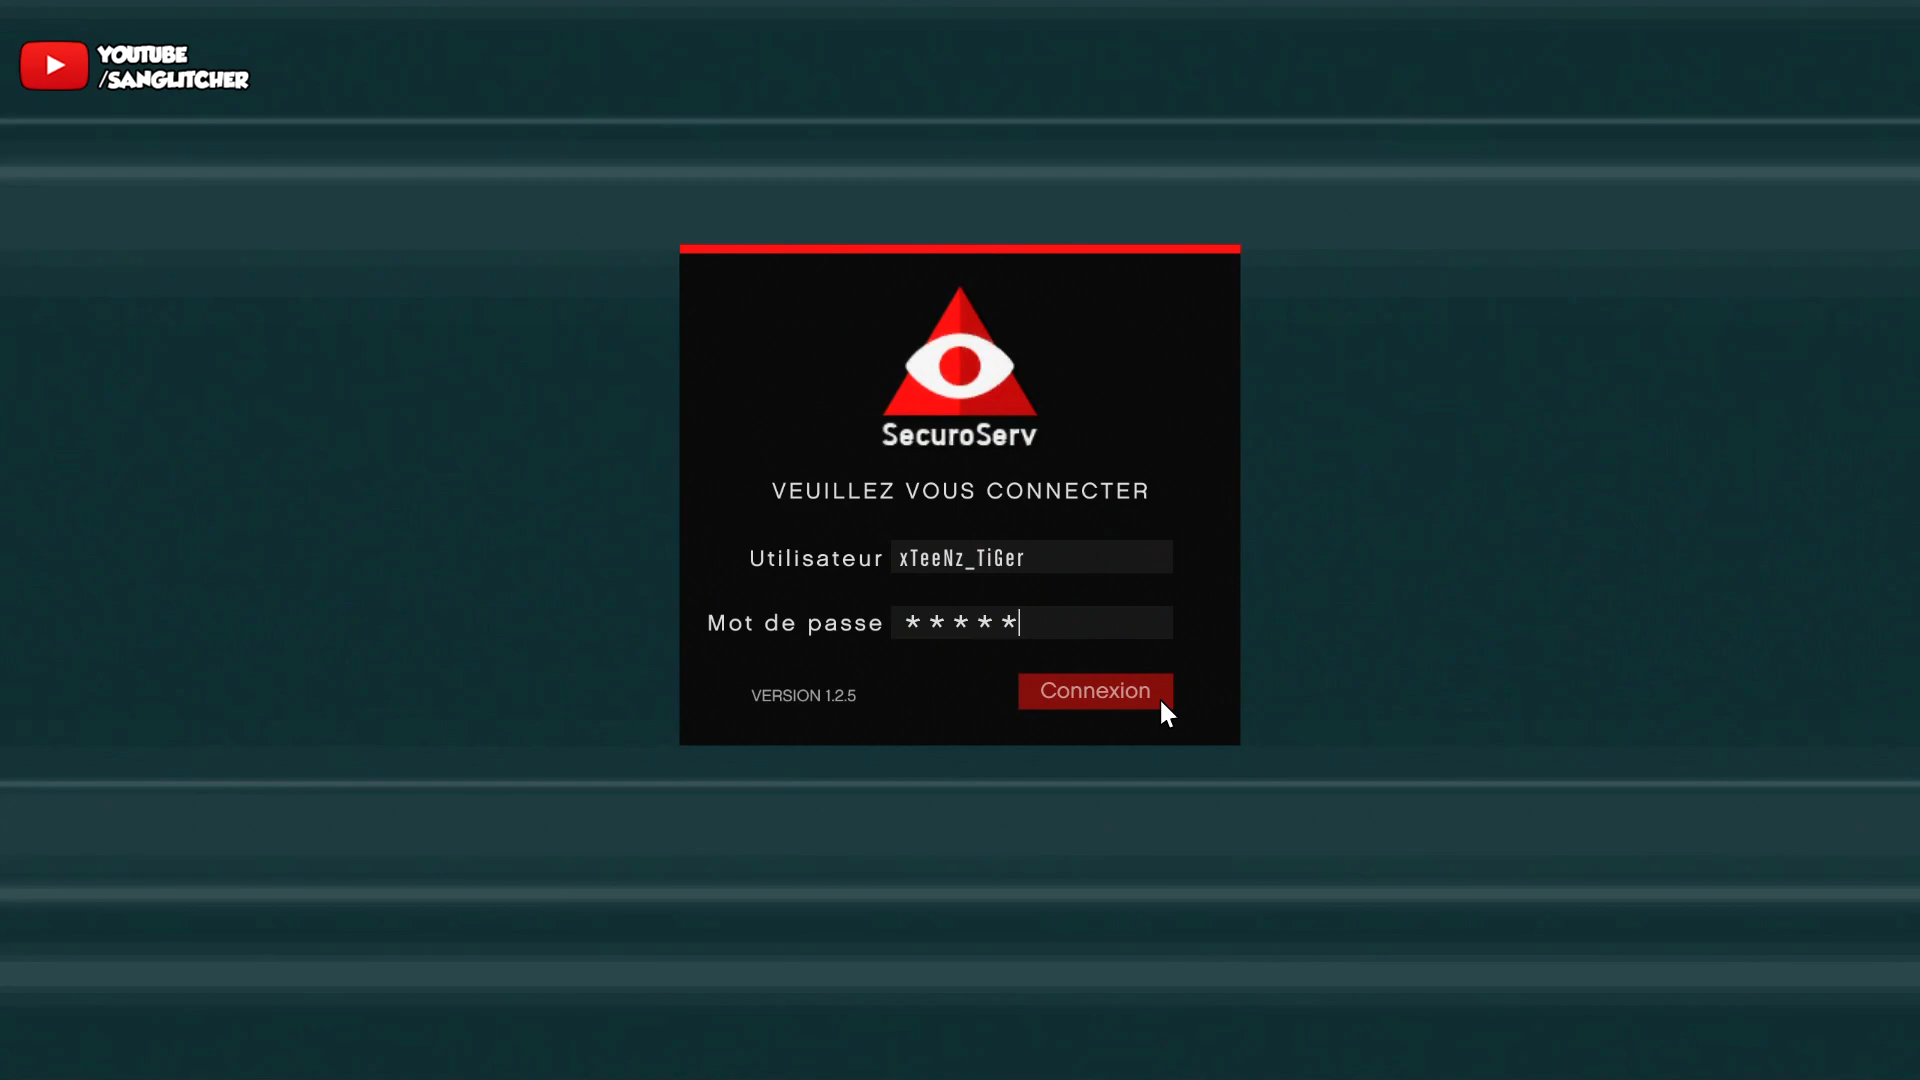 YOUTUBE
/SANGLITCHER
SecuroServ
VEUILLEZ VOUS CONNECTER
Utilisateur xTeeNz_TiGer
Mot de passe *****
VERSION 1.2.5
Connexion